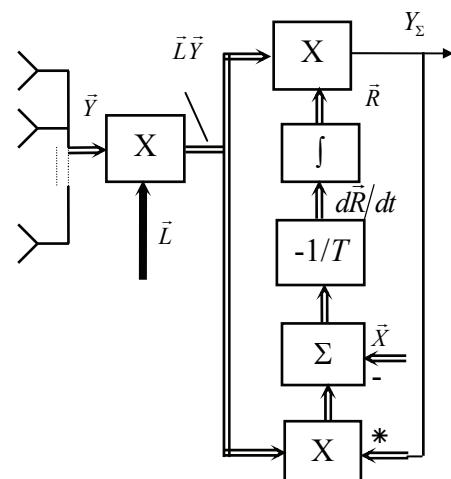 Y_Σ
L⃗Y⃗
X
R⃗
Y⃗
X
∫
dR⃗/dt
L⃗
-1/T
X⃗
Σ
-
*
X